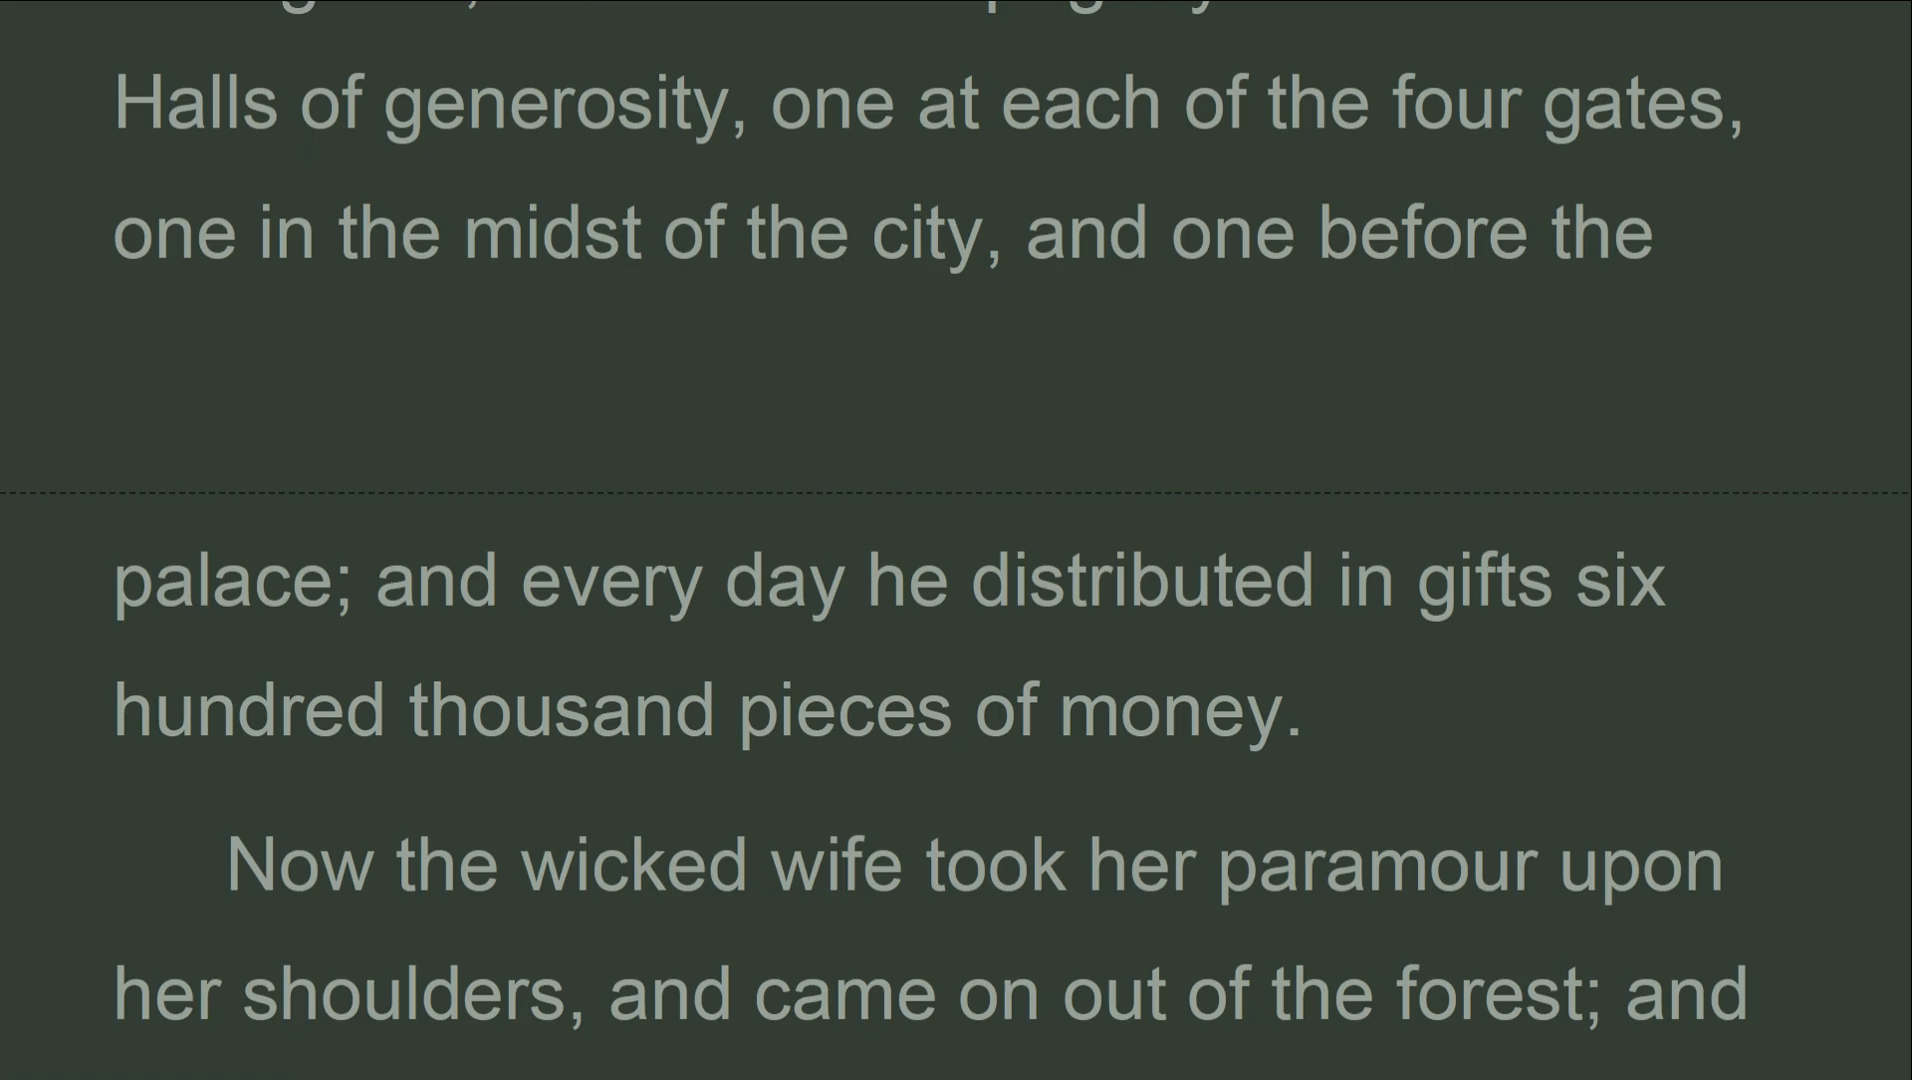 Halls of generosity, one at each of the four gates,
one in the midst of the city, and one before the
palace; and every day he distributed in gifts six
hundred thousand pieces of money.
Now the wicked wife took her paramour upon
her shoulders, and came on out of the forest; and